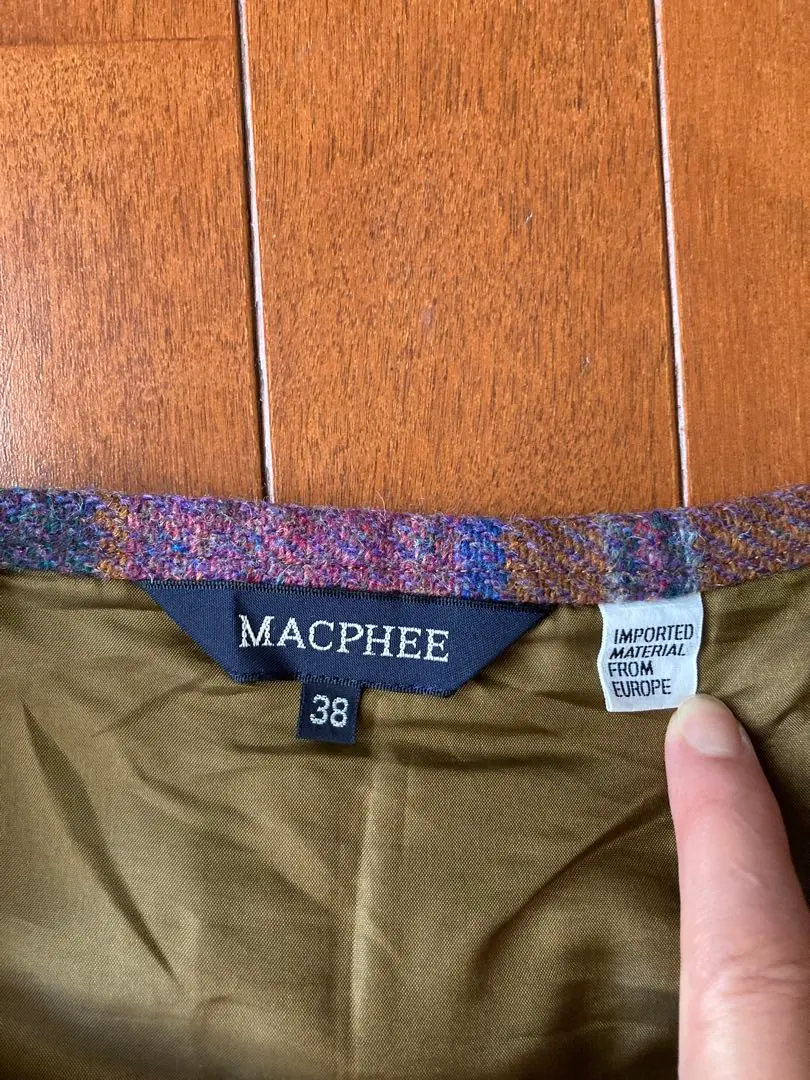 MACPHEE
38
IMPORTED
MATERIAL
FROM
EUROPE